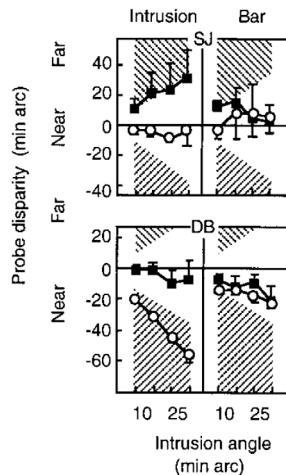 Intrusion Bar
SJ
Far
40
20
0
Near
-20
-40
Probe disparity (min arc)
DB
Far
20
0
Near
-20
-40
-60
10 25 10 25
Intrusion angle
(min arc)